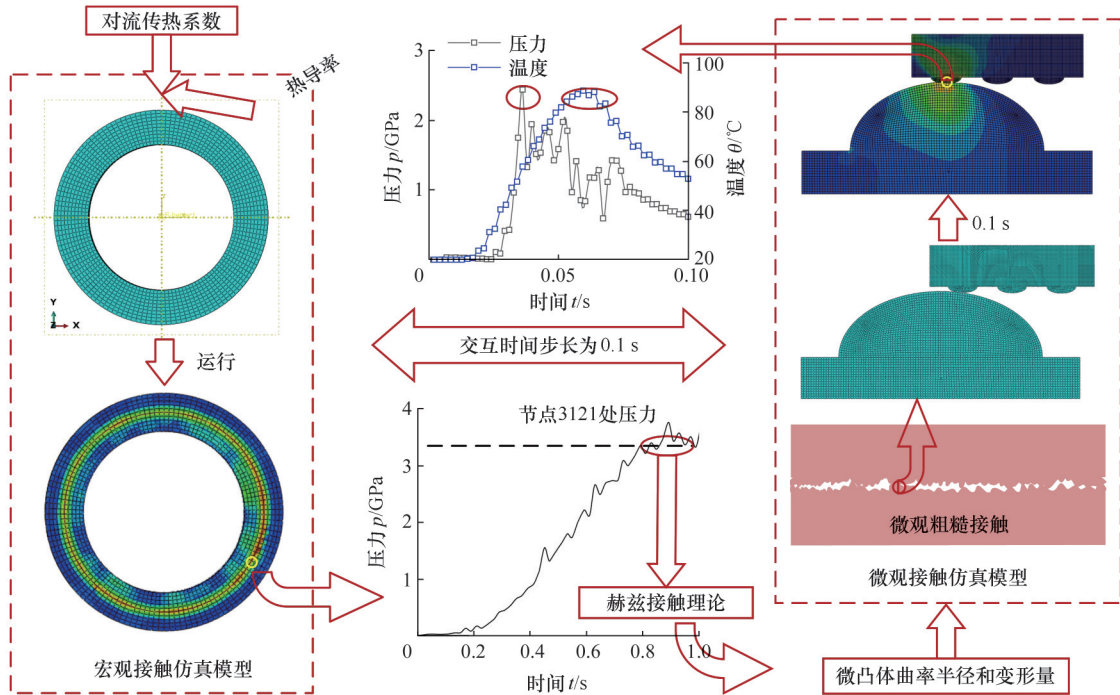 对流传热系数
热导率
Y
Z
X
运行
宏观接触仿真模型
压力
温度
3
2
1
0
100
80
60
40
20
0.05
0.10
压力 p/GPa
温度 θ/℃
时间 t/s
交互时间步长为 0.1 s
节点3121处压力
4
3
2
1
0
0.2
0.4
0.6
0.8
1.0
压力 p/GPa
时间 t/s
赫兹接触理论
0.1 s
微观粗糙接触
微观接触仿真模型
微凸体曲率半径和变形量